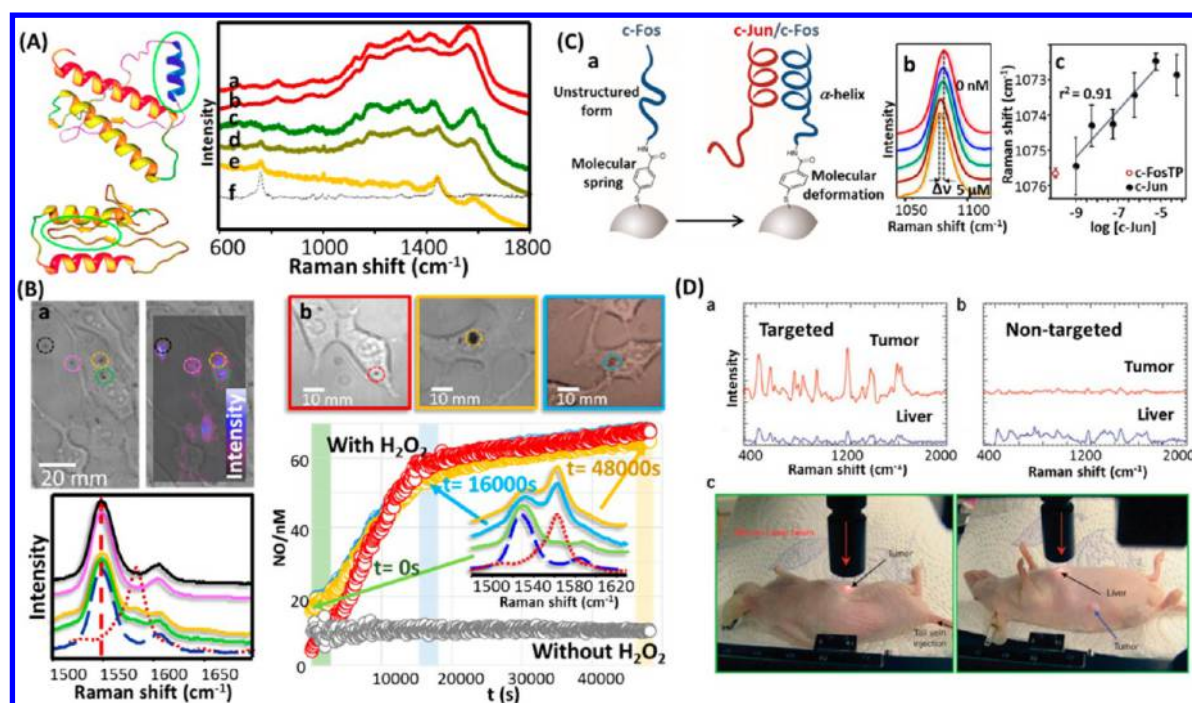 (A)
a
b
c
d
e
f
Intensity
600 1000 1400 1800
Raman shift (cm⁻¹)
(C)
a
c-Fos
Unstructured
form
HN
O
Molecular
spring
S
c-Jun/c-Fos
α-helix
HN
O
Molecular
deformation
S
b
0 nM
Δν 5 μM
1050 1120
Raman shift (cm⁻¹)
c
r² = 0.91
Raman shift (cm⁻¹)
1073
1074
1075
1076
c-FosTP
c-Jun
-9 -7 -5
log [c-Jun]
(B)
a
20 mm
Intensity
Intensity
1500 1550 1600 1650
Raman shift (cm⁻¹)
b
10 mm
10 mm
10 mm
With H₂O₂
t= 48000s
t= 16000s
t= 0s
NO/nM
60
40
20
0
1500 1540 1580 1620
Raman shift (cm⁻¹)
Without H₂O₂
10000 20000 30000 40000
t (s)
(D)
a
Targeted
Tumor
Liver
Intensity
400 1200 2000
Raman shift (cm⁻¹)
b
Non-targeted
Tumor
Liver
400 1200 2000
Raman shift (cm⁻¹)
c
Tumor
Tail vein
injection
Liver
Tumor